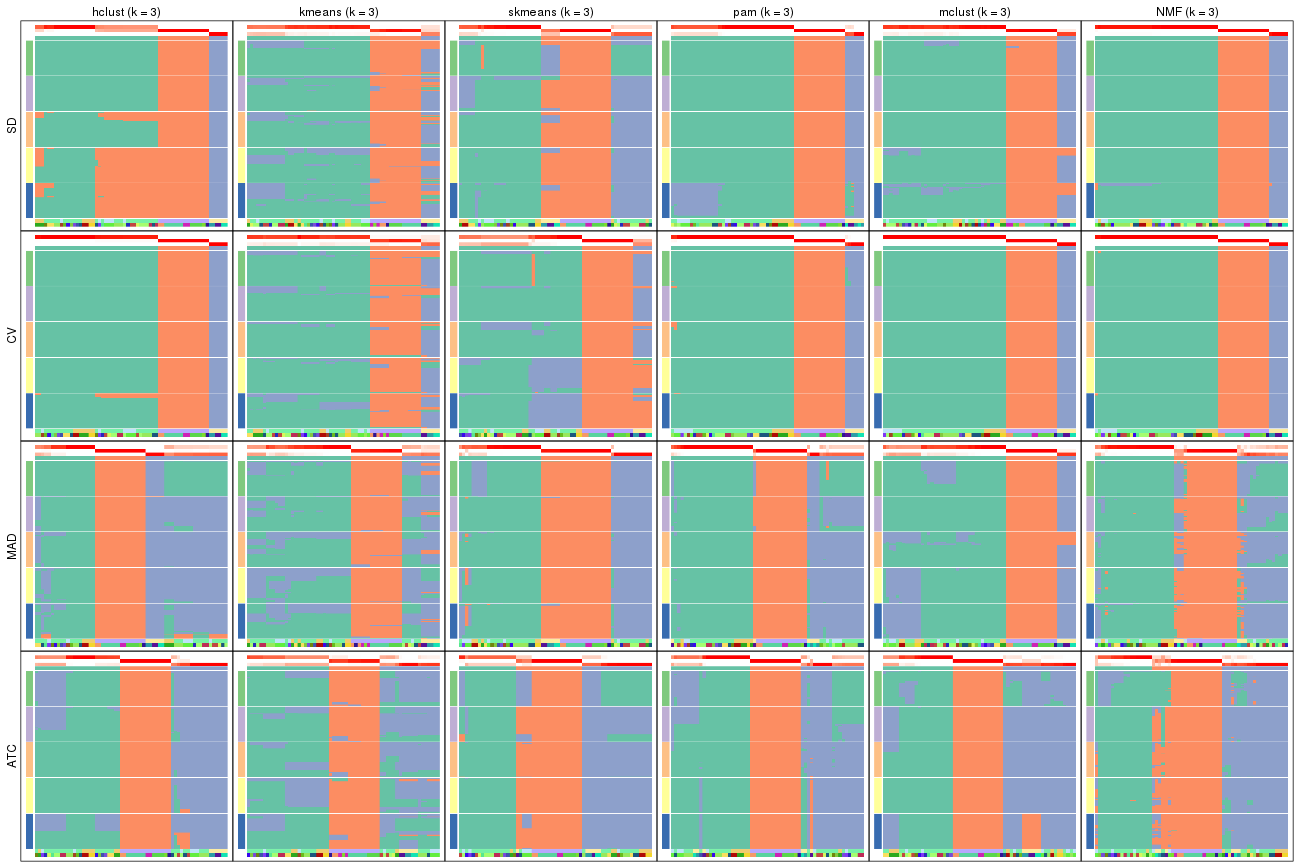 hclust (k = 3) kmeans (k = 3) skmeans (k = 3) pam (k = 3) mclust (k = 3) NMF (k = 3)
SD
CV
MAD
ATC